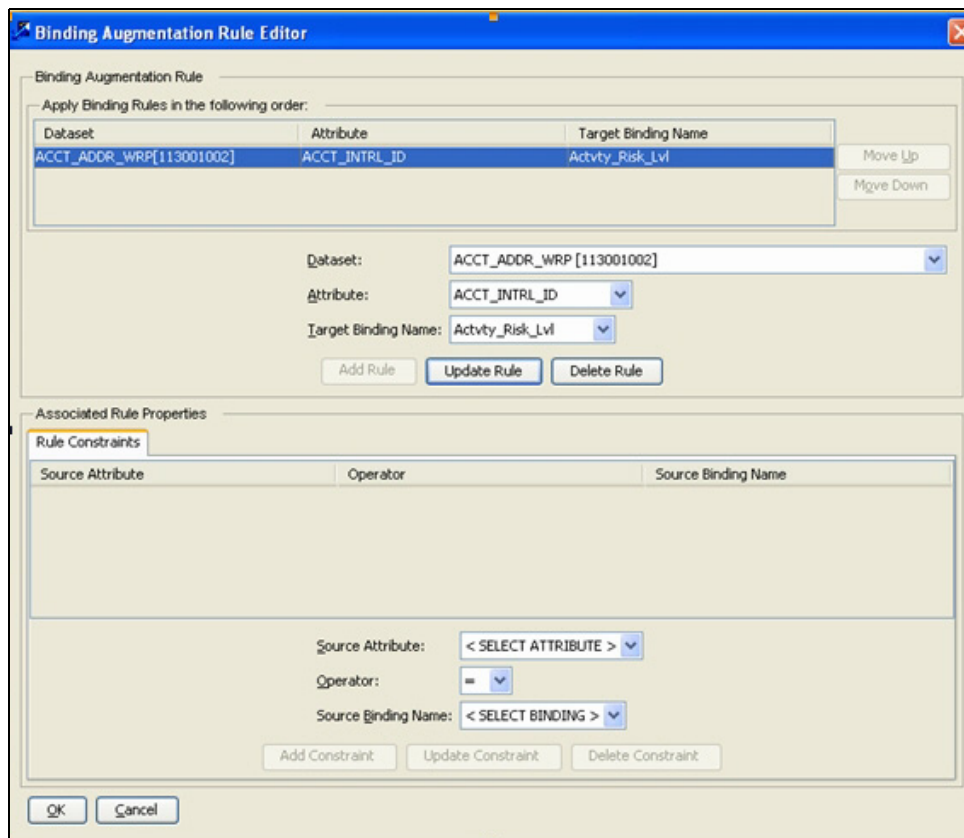 Binding Augmentation Rule Editor
Binding Augmentation Rule
Apply Binding Rules in the following order:
Dataset Attribute Target Binding Name
ACCT_ADDR_WRP[113001002] ACCT_INTRL_ID Actvty_Risk_Lvl
Move Up
Move Down
Dataset: ACCT_ADDR_WRP [113001002]
Attribute: ACCT_INTRL_ID
Target Binding Name: Actvty_Risk_Lvl
Add Rule Update Rule Delete Rule
Associated Rule Properties
Rule Constraints
Source Attribute Operator Source Binding Name
Source Attribute: < SELECT ATTRIBUTE >
Operator: =
Source Binding Name: < SELECT BINDING >
Add Constraint Update Constraint Delete Constraint
OK Cancel